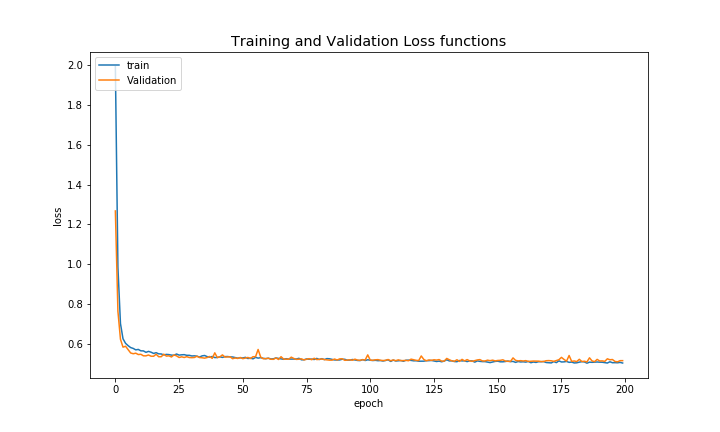 Training and Validation Loss functions
train
Validation
2.0
1.8
1.6
1.4
1.2
1.0
0.8
0.6
loss
0 25 50 75 100 125 150 175 200
epoch